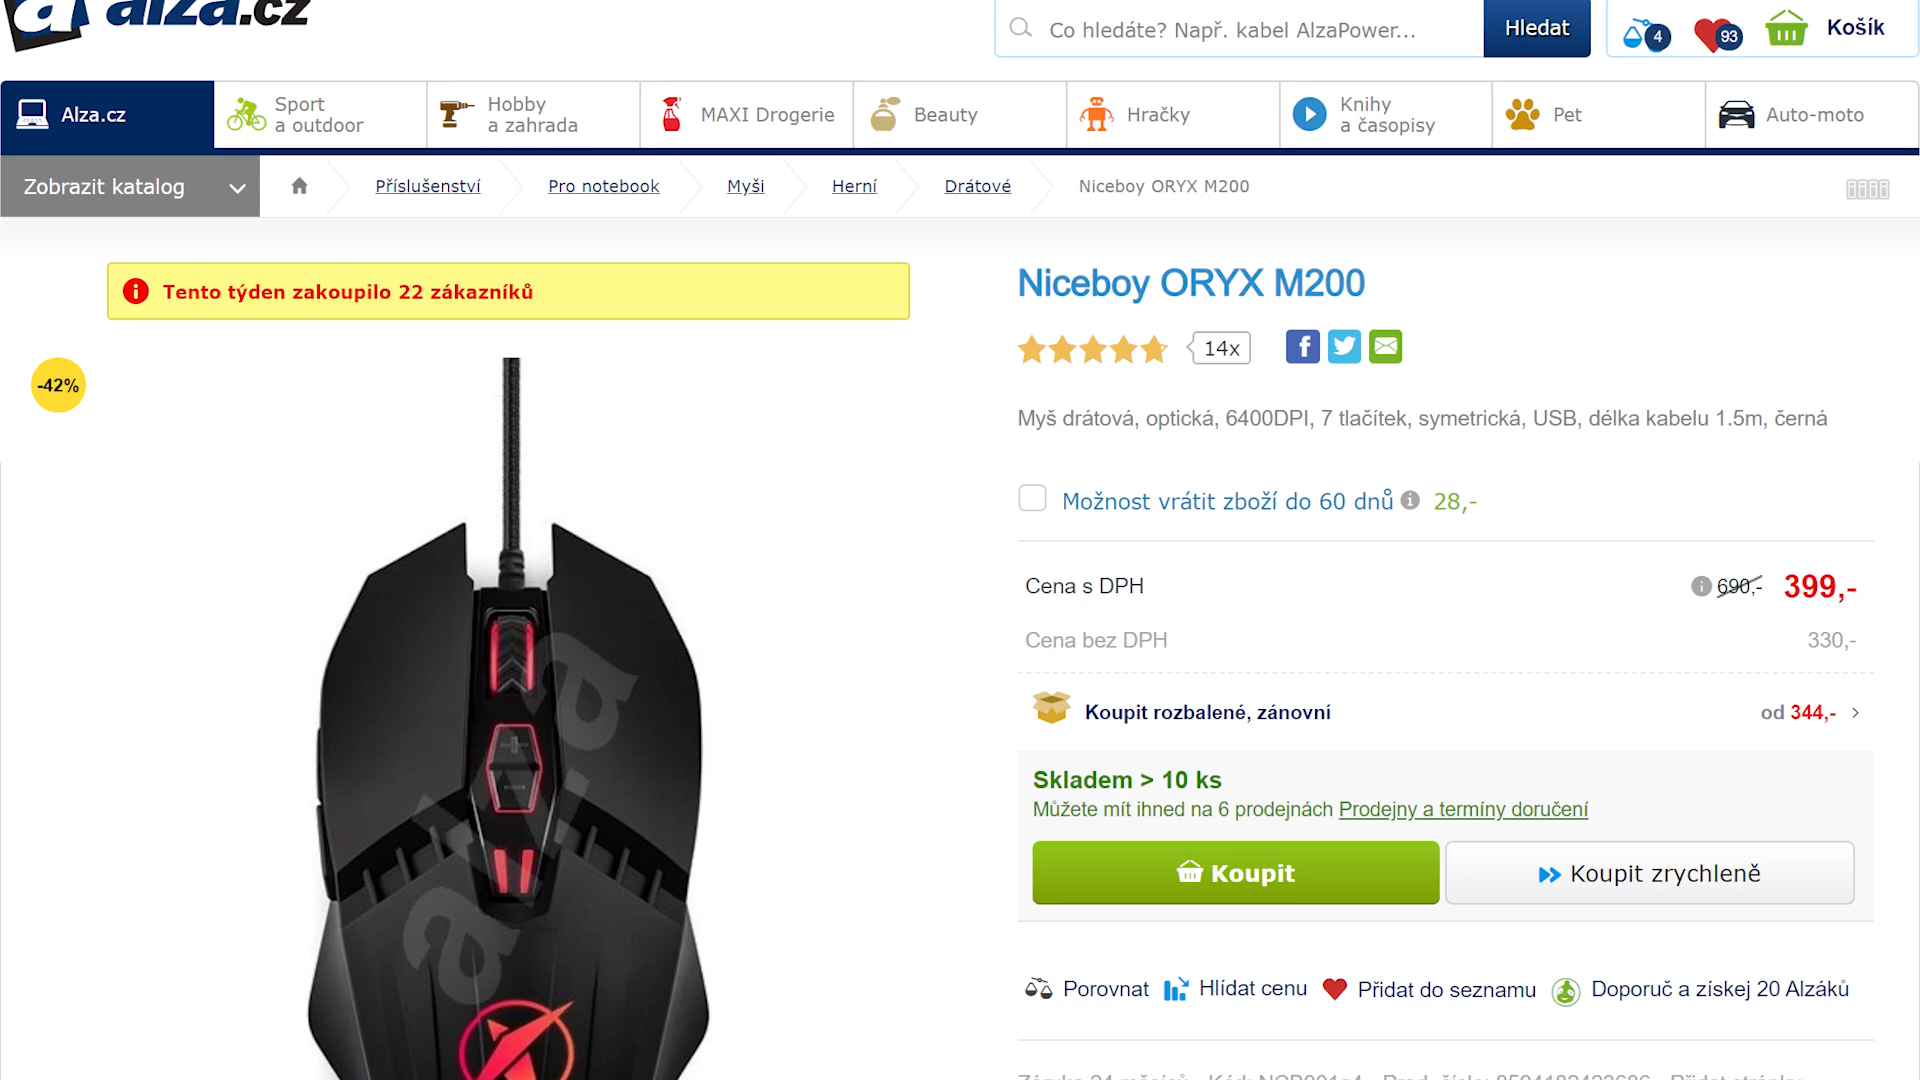 alza.cz
Co hledáte? Např. kabel AlzaPower...
Hledat
4
93
Košík
Alza.cz
Sport
a outdoor
Hobby
a zahrada
MAXI Drogerie
Beauty
Hračky
Knihy
a časopisy
Pet
Auto-moto
Zobrazit katalog
Příslušenství
Pro notebook
Myši
Herní
Drátové
Niceboy ORYX M200
Tento týden zakoupilo 22 zákazníků
-42%
alza
Niceboy ORYX M200
14x
Myš drátová, optická, 6400DPI, 7 tlačítek, symetrická, USB, délka kabelu 1.5m, černá
Možnost vrátit zboží do 60 dnů 28,-
Cena s DPH 690,- 399,-
Cena bez DPH 330,-
Koupit rozbalené, zánovní od 344,-
Skladem > 10 ks
Můžete mít ihned na 6 prodejnách Prodejny a termíny doručení
Koupit
Koupit zrychleně
Porovnat Hlídat cenu Přidat do seznamu Doporuč a získej 20 Alzáků